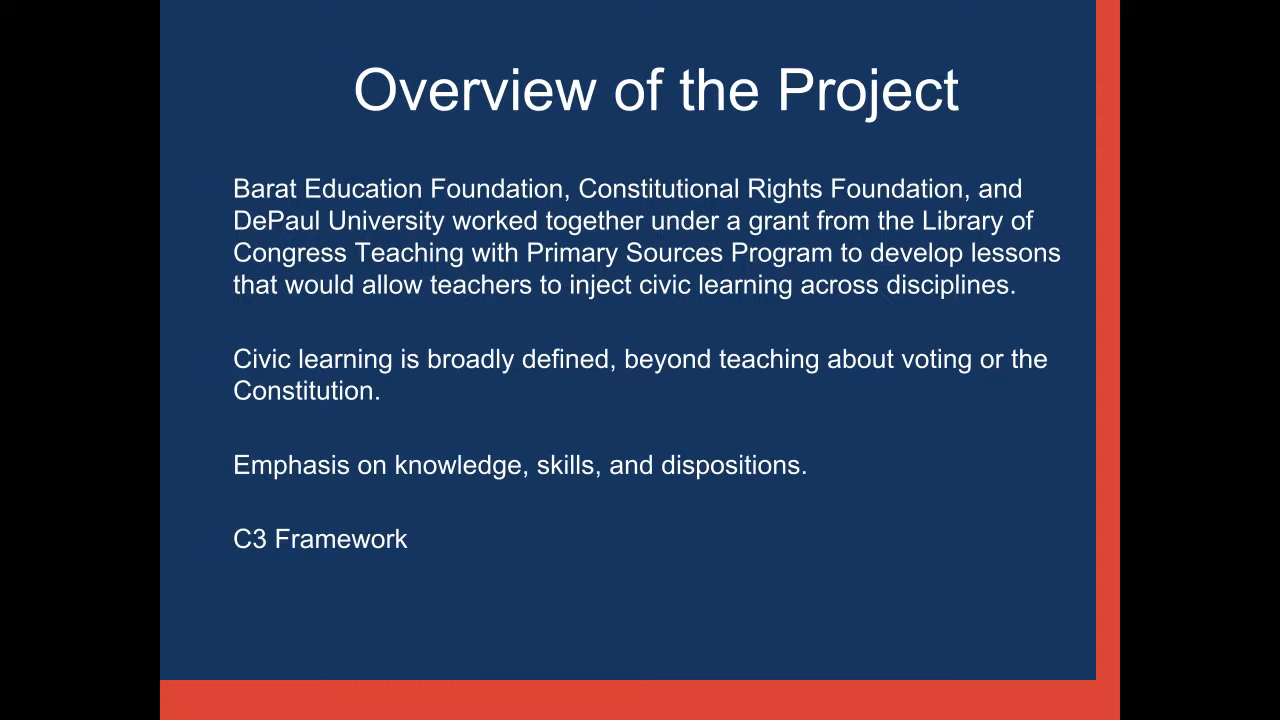 Overview of the Project
Barat Education Foundation, Constitutional Rights Foundation, and
DePaul University worked together under a grant from the Library of
Congress Teaching with Primary Sources Program to develop lessons
that would allow teachers to inject civic learning across disciplines.
Civic learning is broadly defined, beyond teaching about voting or the
Constitution.
Emphasis on knowledge, skills, and dispositions.
C3 Framework